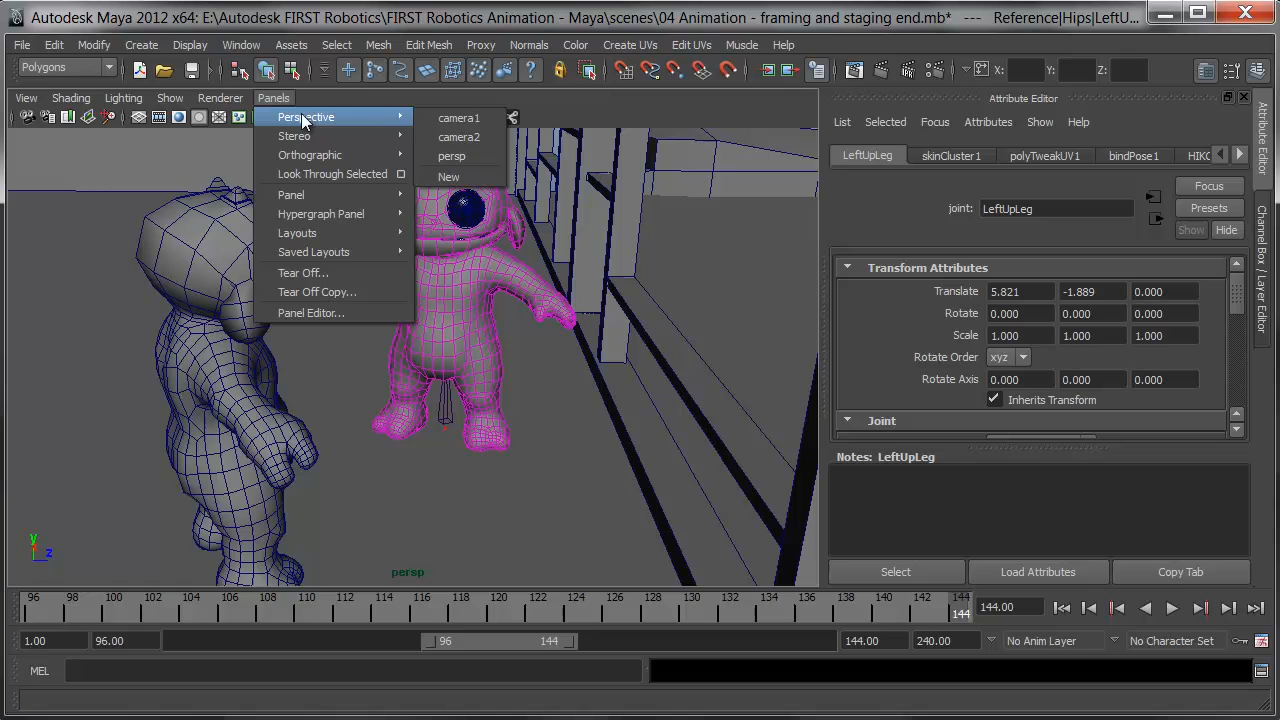 Autodesk Maya 2012 x64: E:\Autodesk FIRST Robotics\FIRST Robotics Animation - Maya\scenes\04 Animation - framing and staging end.mb* --- Reference|Hips|LeftU...
File Edit Modify Create Display Window Assets Select Mesh Edit Mesh Proxy Normals Color Create UVs Edit UVs Muscle Help
Polygons X: Y: Z:
View Shading Lighting Show Renderer Panels
Perspective
Stereo
Orthographic
Look Through Selected
Panel
Hypergraph Panel
Layouts
Saved Layouts
Tear Off...
Tear Off Copy...
Panel Editor...
camera1
camera2
persp
New
y
z
persp
Attribute Editor
List Selected Focus Attributes Show Help
LeftUpLeg skinCluster1 polyTweakUV1 bindPose1 HIKC
joint: LeftUpLeg
Focus
Presets
Show Hide
Transform Attributes
Translate 5.821 -1.889 0.000
Rotate 0.000 0.000 0.000
Scale 1.000 1.000 1.000
Rotate Order xyz
Rotate Axis 0.000 0.000 0.000
Inherits Transform
Joint
Notes: LeftUpLeg
Select Load Attributes Copy Tab
Attribute Editor
Channel Box / Layer Editor
96 98 100 102 104 106 108 110 112 114 116 118 120 122 124 126 128 130 132 134 136 138 140 142 144
144
144.00
1.00 96.00 96 144 144.00 240.00 No Anim Layer No Character Set
MEL